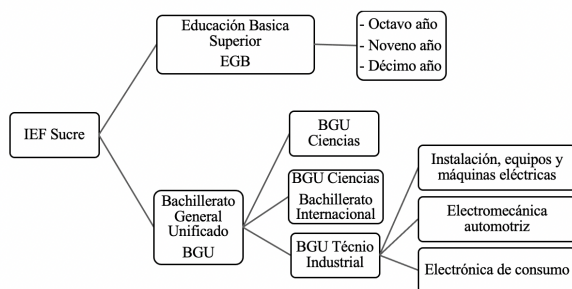 IEF Sucre
Educación Basica
Superior
EGB
- Octavo año
- Noveno año
- Décimo año
Bachillerato
General
Unificado
BGU
BGU
Ciencias
BGU Ciencias
Bachillerato
Internacional
BGU Técnio
Industrial
Instalación, equipos y
máquinas eléctricas
Electromecánica
automotriz
Electrónica de consumo